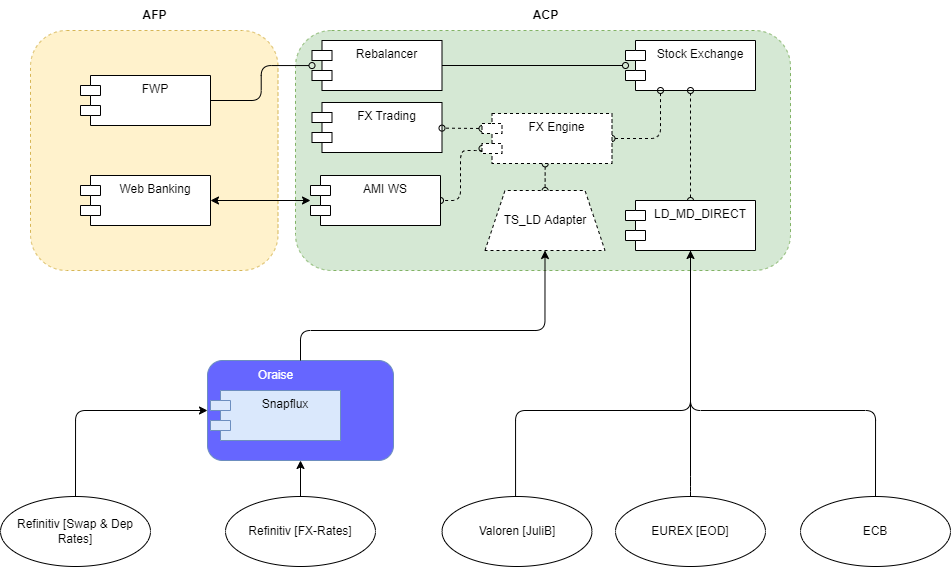 AFP
ACP
Rebalancer
Stock Exchange
FWP
FX Trading
FX Engine
Web Banking
AMI WS
TS_LD Adapter
LD_MD_DIRECT
Oraise
Snapflux
Refinitiv [Swap & Dep
Rates]
Refinitiv [FX-Rates]
Valoren [JuliB]
EUREX [EOD]
ECB